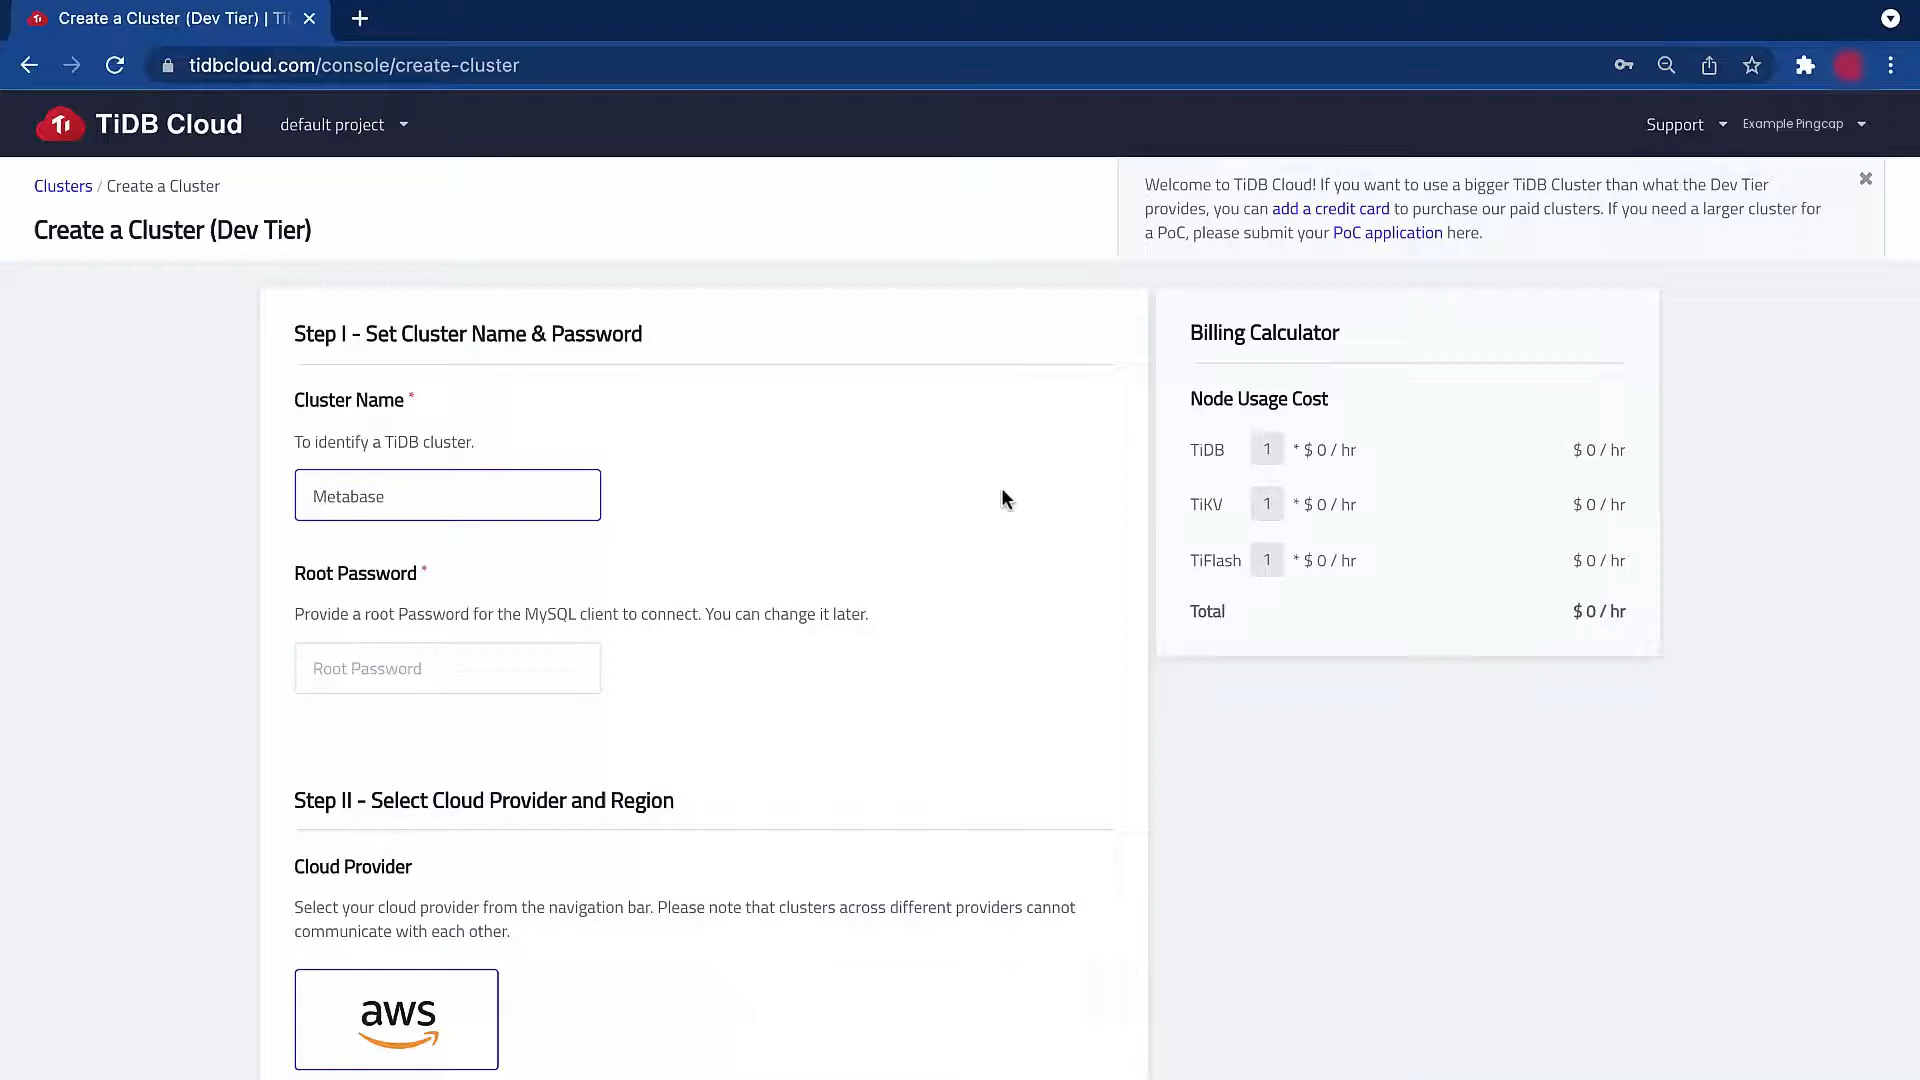 Create a Cluster (Dev Tier) | Ti
tidbcloud.com/console/create-cluster
TiDB Cloud
default project
Support
Example Pingcap
Clusters / Create a Cluster
Create a Cluster (Dev Tier)
Welcome to TiDB Cloud! If you want to use a bigger TiDB Cluster than what the Dev Tier
provides, you can add a credit card to purchase our paid clusters. If you need a larger cluster for
a PoC, please submit your PoC application here.
Step I - Set Cluster Name & Password
Cluster Name *
To identify a TiDB cluster.
Metabase
Root Password *
Provide a root Password for the MySQL client to connect. You can change it later.
Root Password
Step II - Select Cloud Provider and Region
Cloud Provider
Select your cloud provider from the navigation bar. Please note that clusters across different providers cannot
communicate with each other.
aws
Billing Calculator
Node Usage Cost
TiDB 1 * $ 0 / hr $ 0 / hr
TiKV 1 * $ 0 / hr $ 0 / hr
TiFlash 1 * $ 0 / hr $ 0 / hr
Total $ 0 / hr